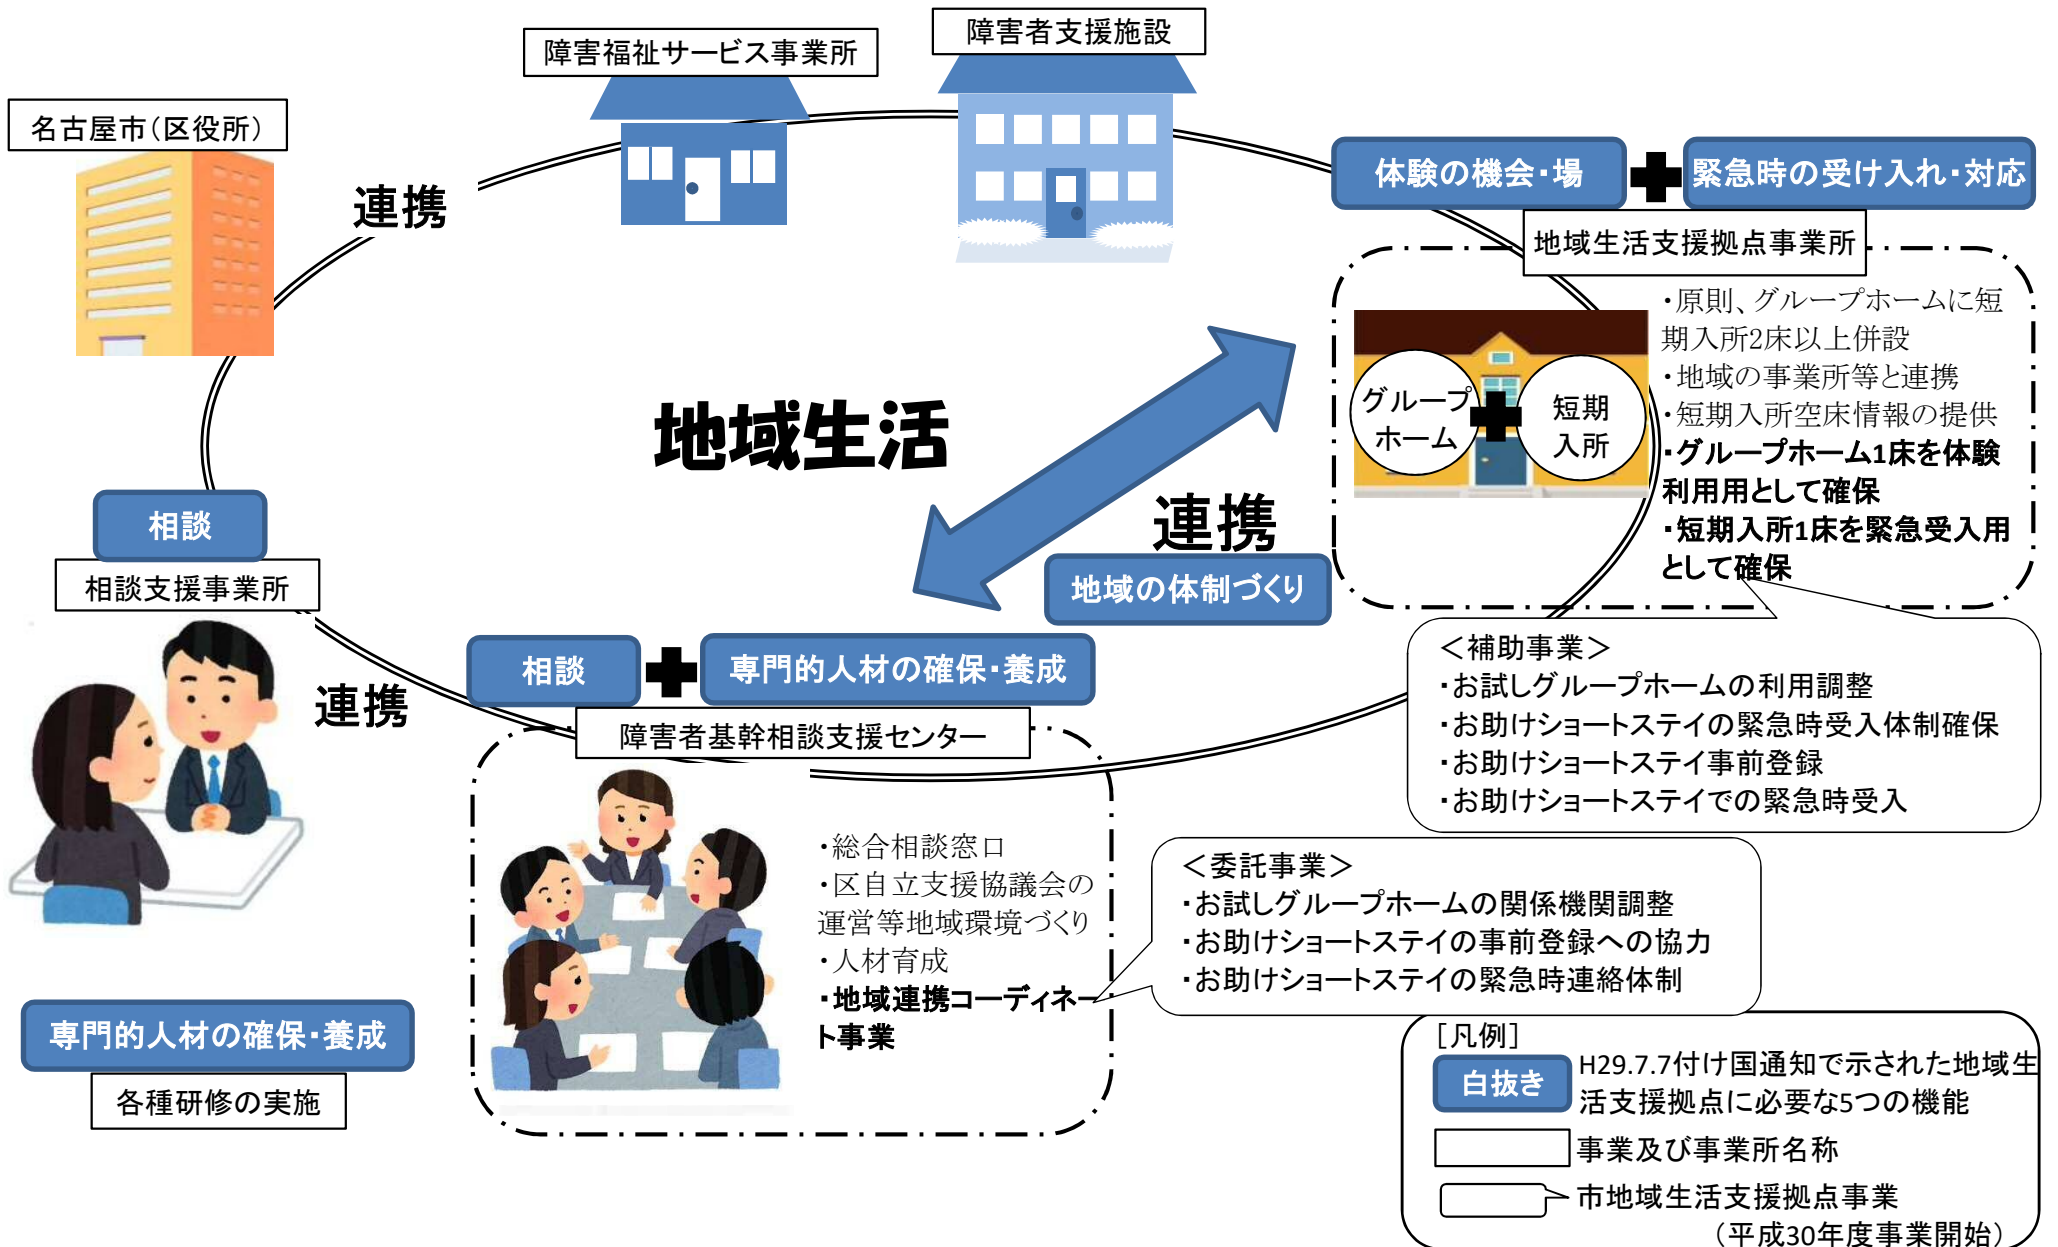 障害者支援施設
障害福祉サービス事業所
名古屋市（区役所）
連携
体験の機会・場
緊急時の受け入れ・対応
地域生活支援拠点事業所
グループ
ホーム
短期
入所
・原則、グループホームに短
期入所2床以上併設
・地域の事業所等と連携
・短期入所空床情報の提供
・グループホーム1床を体験
利用用として確保
・短期入所1床を緊急受入用
として確保
地域生活
連携
地域の体制づくり
相談
相談支援事業所
連携
相談
専門的人材の確保・養成
障害者基幹相談支援センター
・総合相談窓口
・区自立支援協議会の
運営等地域環境づくり
・人材育成
・地域連携コーディネー
ト事業
＜補助事業＞
・お試しグループホームの利用調整
・お助けショートステイの緊急時受入体制確保
・お助けショートステイ事前登録
・お助けショートステイでの緊急時受入
＜委託事業＞
・お試しグループホームの関係機関調整
・お助けショートステイの事前登録への協力
・お助けショートステイの緊急時連絡体制
専門的人材の確保・養成
各種研修の実施
［凡例］
白抜き
H29.7.7付け国通知で示された地域生
活支援拠点に必要な5つの機能
事業及び事業所名称
市地域生活支援拠点事業
（平成30年度事業開始）